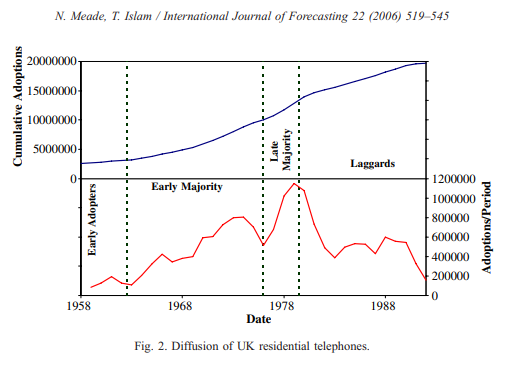 N. Meade, T. Islam / International Journal of Forecasting 22 (2006) 519–545
Cumulative Adoptions
20000000
15000000
10000000
5000000
0
Early Adopters
Early Majority
Late
Majority
Laggards
1200000
1000000
800000
600000
400000
200000
0
Adoptions/Period
1958
1968
1978
1988
Date
Fig. 2. Diffusion of UK residential telephones.